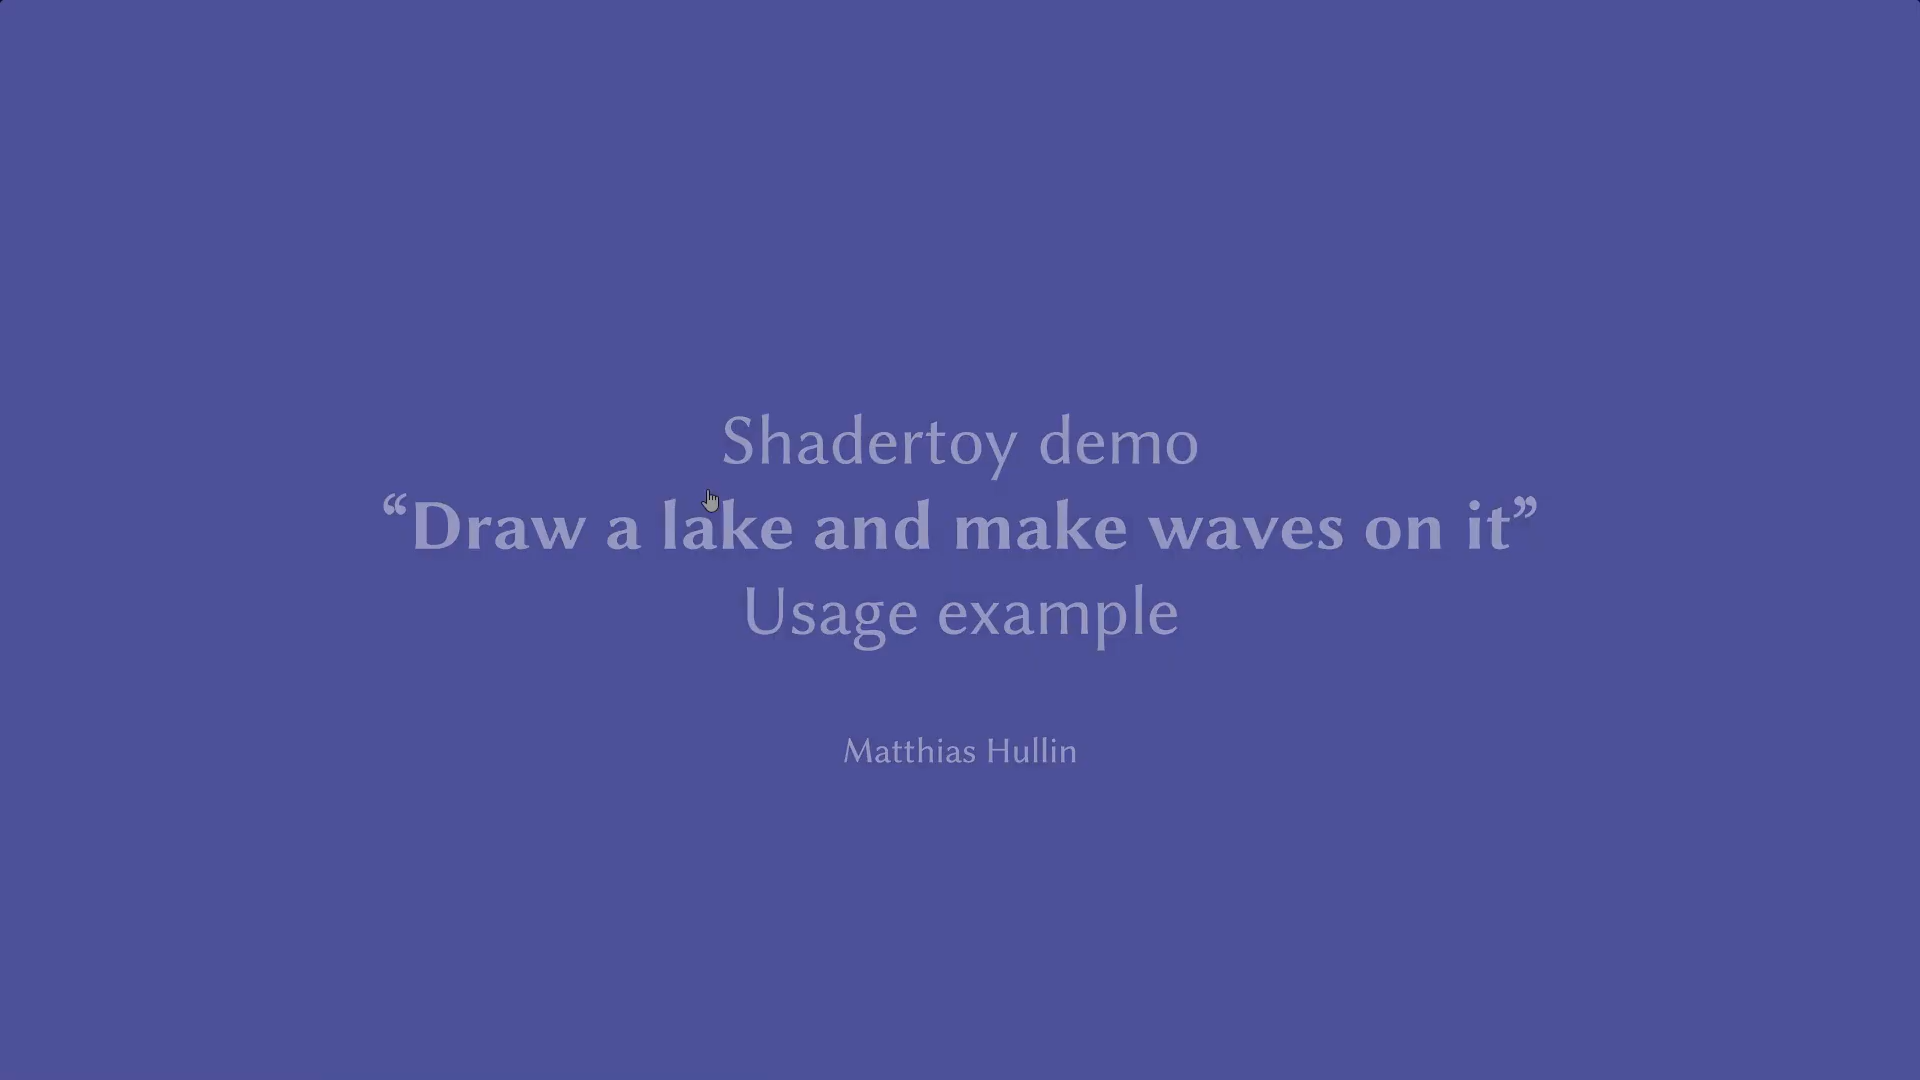 Shadertoy demo
“Draw a lake and make waves on it”
Usage example
Matthias Hullin